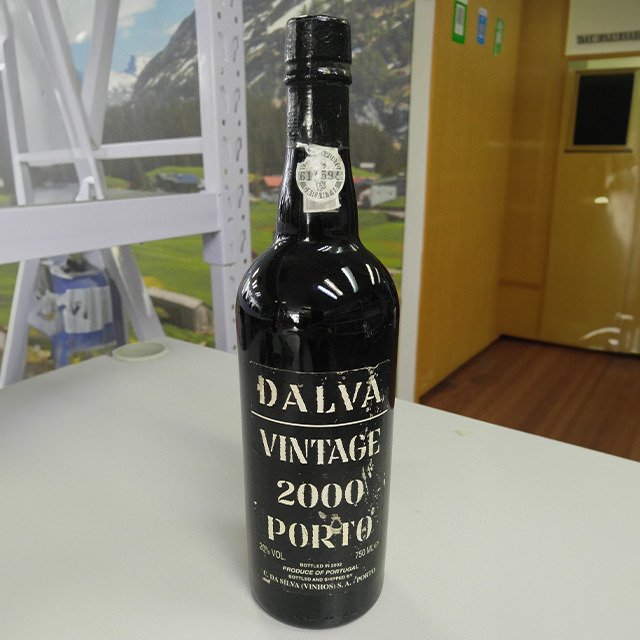 DALVA
VINTAGE
2000
PORTO
20% VOL 750 ML e
BOTTLED IN 2002
PRODUCE OF PORTUGAL
BOTTLED AND SHIPPED BY
C. DA SILVA (VINHOS) S.A. PORTO